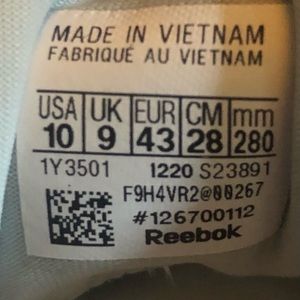 MADE IN VIETNAM
FABRIQUÉ AU VIETNAM
USA UK EUR CM mm
10 9 43 28 280
1Y3501 1220 S23891
F9H4VR2@00267
#126700112
Reebok